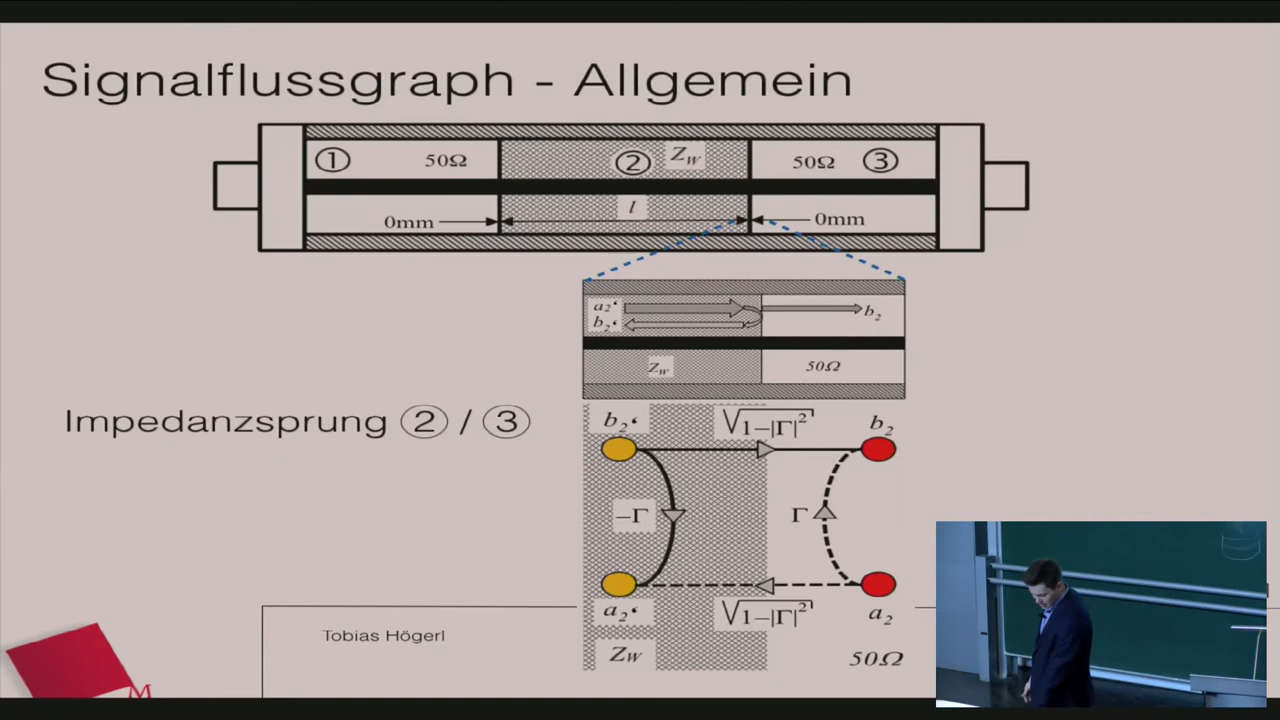 Signalflussgraph - Allgemein
① 50Ω ② Z_W 50Ω ③
0mm l 0mm
a₂‘
b₂‘ b₂
Z_W 50Ω
Impedanzsprung ② / ③
b₂‘ √1−|Γ|² b₂
−Γ Γ
a₂‘ √1−|Γ|² a₂
Z_W 50Ω
Tobias Högerl
M